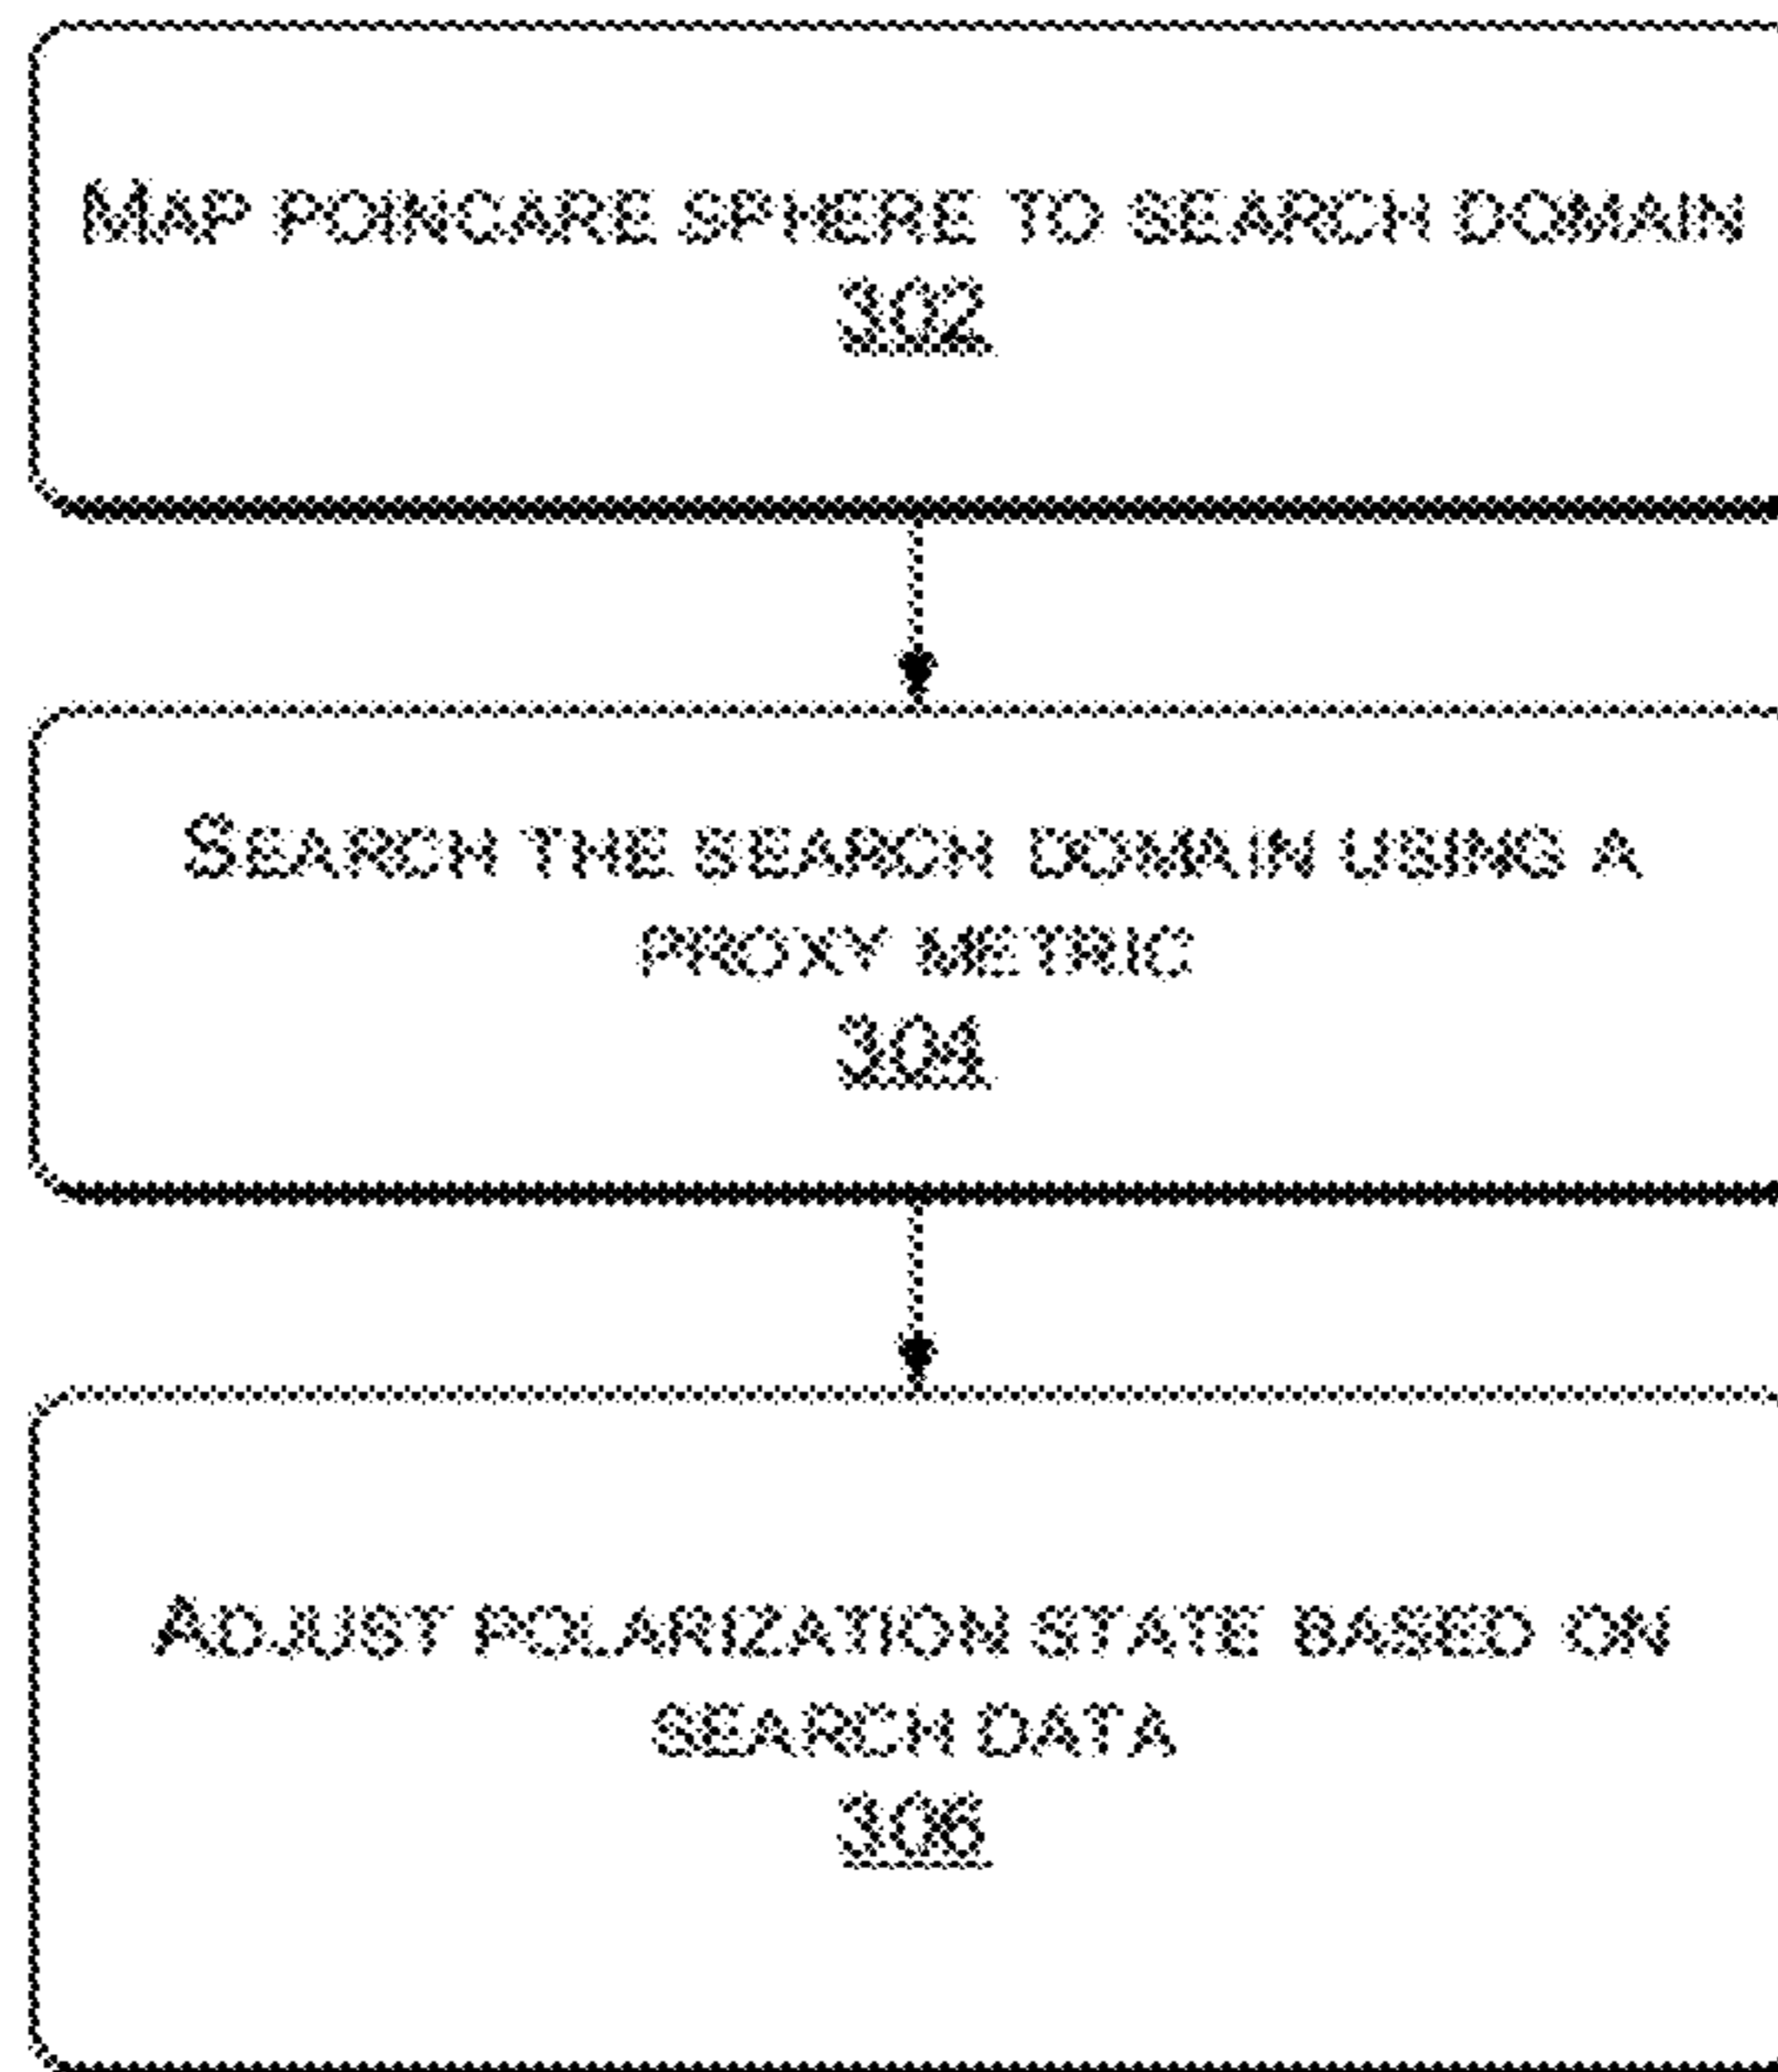 MAP POINCARE SPHERE TO SEARCH DOMAIN
302
SEARCH THE SEARCH DOMAIN USING A
PROXY METRIC
304
ADJUST POLARIZATION STATE BASED ON
SEARCH DATA
306